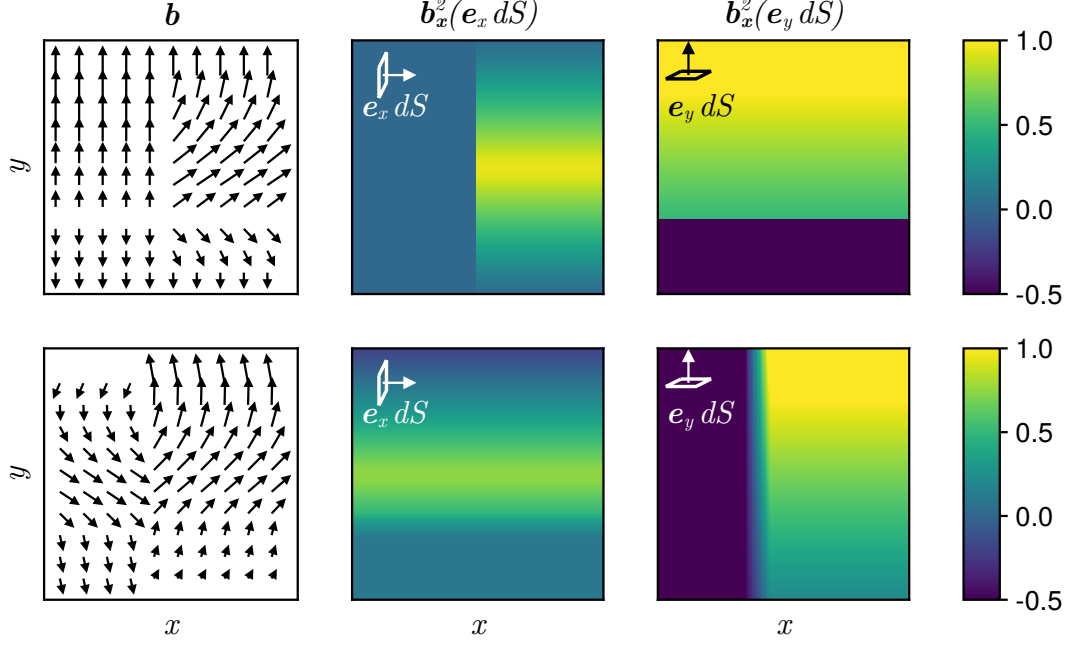 b
b²ₓ(eₓ dS)
b²ₓ(e_y dS)
y
eₓ dS
e_y dS
1.0
0.5
0.0
-0.5
y
eₓ dS
e_y dS
1.0
0.5
0.0
-0.5
x
x
x